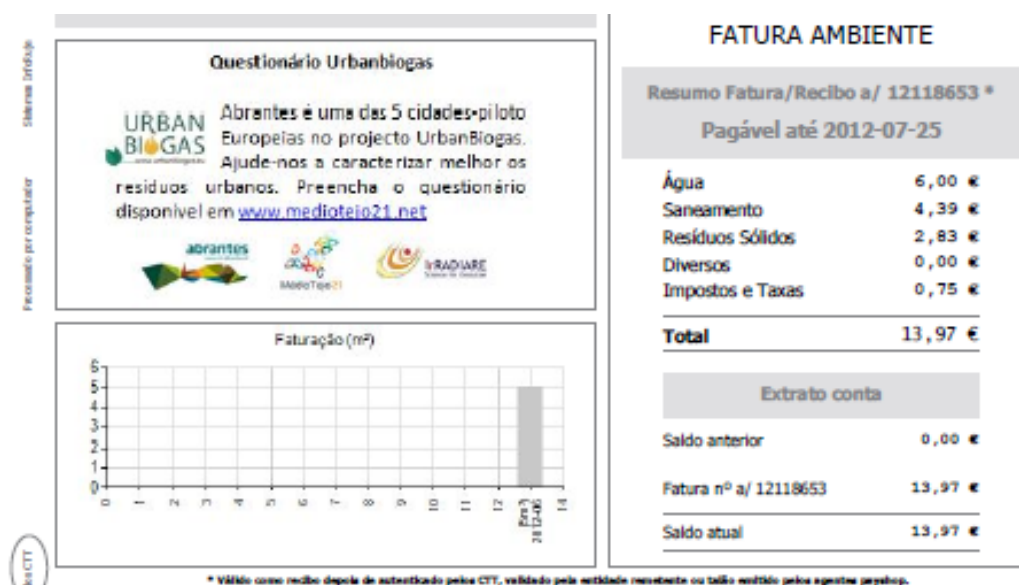 Processado por computador
Questionário Urbanbiogas
URBAN
BIOGAS
Abrantes é uma das 5 cidades-piloto
Europeias no projecto UrbanBiogas.
Ajude-nos a caracterizar melhor os
residuos urbanos. Preencha o questionário
disponivel em www.mediotejo21.net
abrantes
MédioTejo21
IrRADIARE
Faturação (m³)
6
5
4
3
2
1
0
0 1 2 3 4 5 6 7 8 9 10 11 12 (5m³) 14
2012-06
CTT
FATURA AMBIENTE
Resumo Fatura/Recibo a/ 12118653 *
Pagável até 2012-07-25
Água 6,00 €
Saneamento 4,39 €
Resíduos Sólidos 2,83 €
Diversos 0,00 €
Impostos e Taxas 0,75 €
Total 13,97 €
Extrato conta
Saldo anterior 0,00 €
Fatura nº a/ 12118653 13,97 €
Saldo atual 13,97 €
* Válido como recibo depois de autenticado pelos CTT, validado pela entidade remetente ou talão emitido pelos agentes payshop.